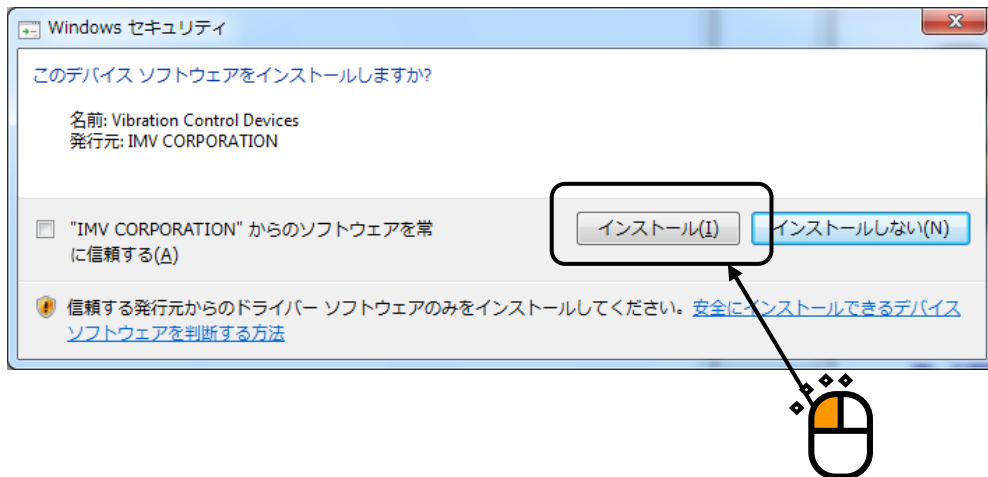 Windows セキュリティ
このデバイス ソフトウェアをインストールしますか?
名前: Vibration Control Devices
発行元: IMV CORPORATION
"IMV CORPORATION" からのソフトウェアを常
に信頼する(A)
インストール(I)
インストールしない(N)
信頼する発行元からのドライバー ソフトウェアのみをインストールしてください。安全にインストールできるデバイス
ソフトウェアを判断する方法